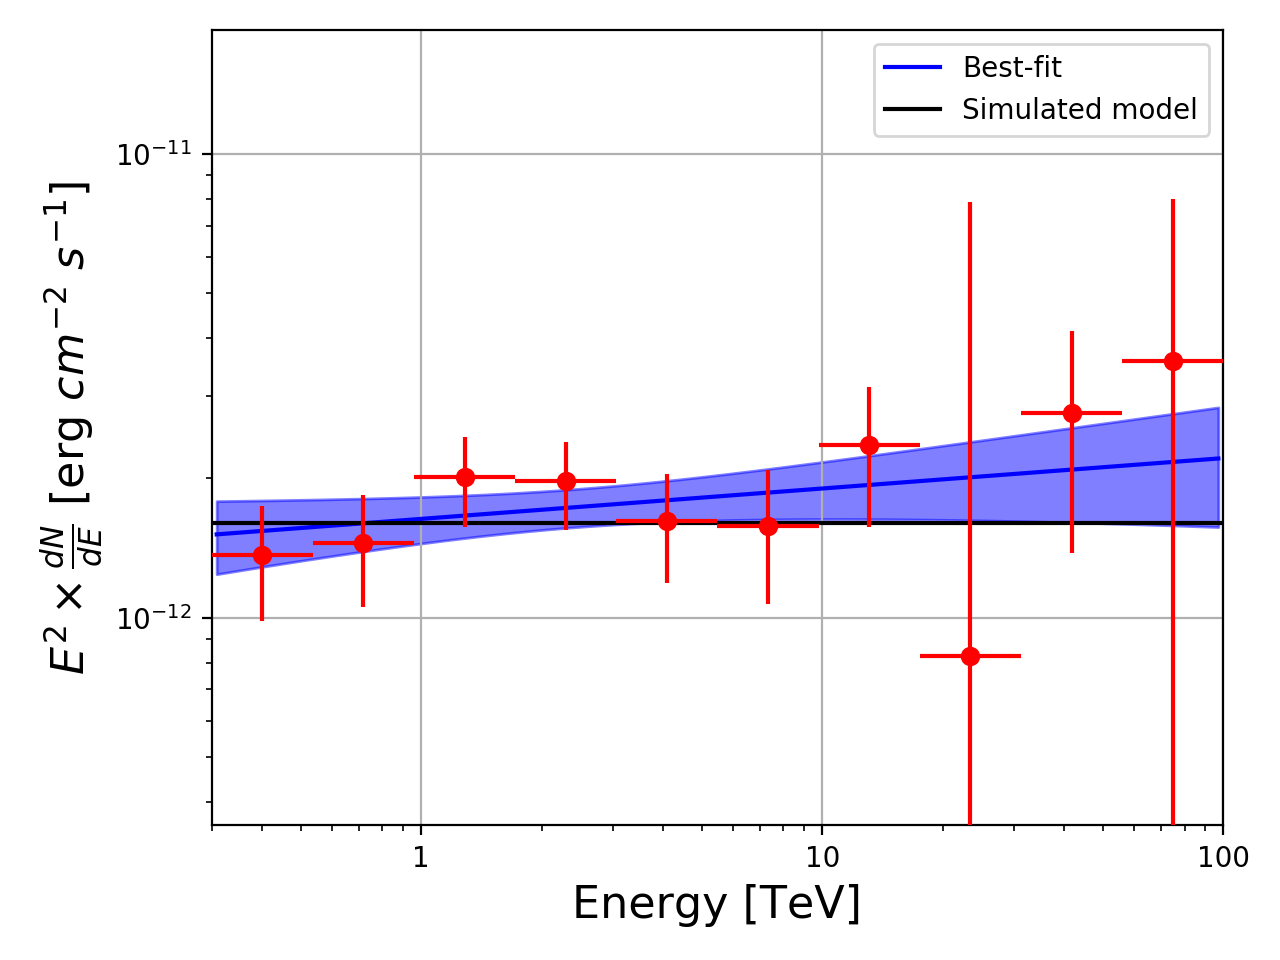 Best-fit
Simulated model
10⁻¹¹
10⁻¹²
E² × dN/dE [erg cm⁻² s⁻¹]
1
10
100
Energy [TeV]